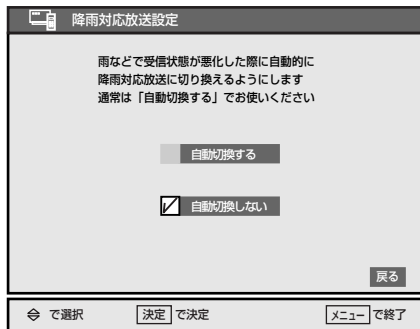 降雨対応放送設定
雨などで受信状態が悪化した際に自動的に
降雨対応放送に切り換えるようにします
通常は「自動切換する」でお使いください
自動切換する
自動切換しない
戻る
で選択 決定 で決定 メニュー で終了